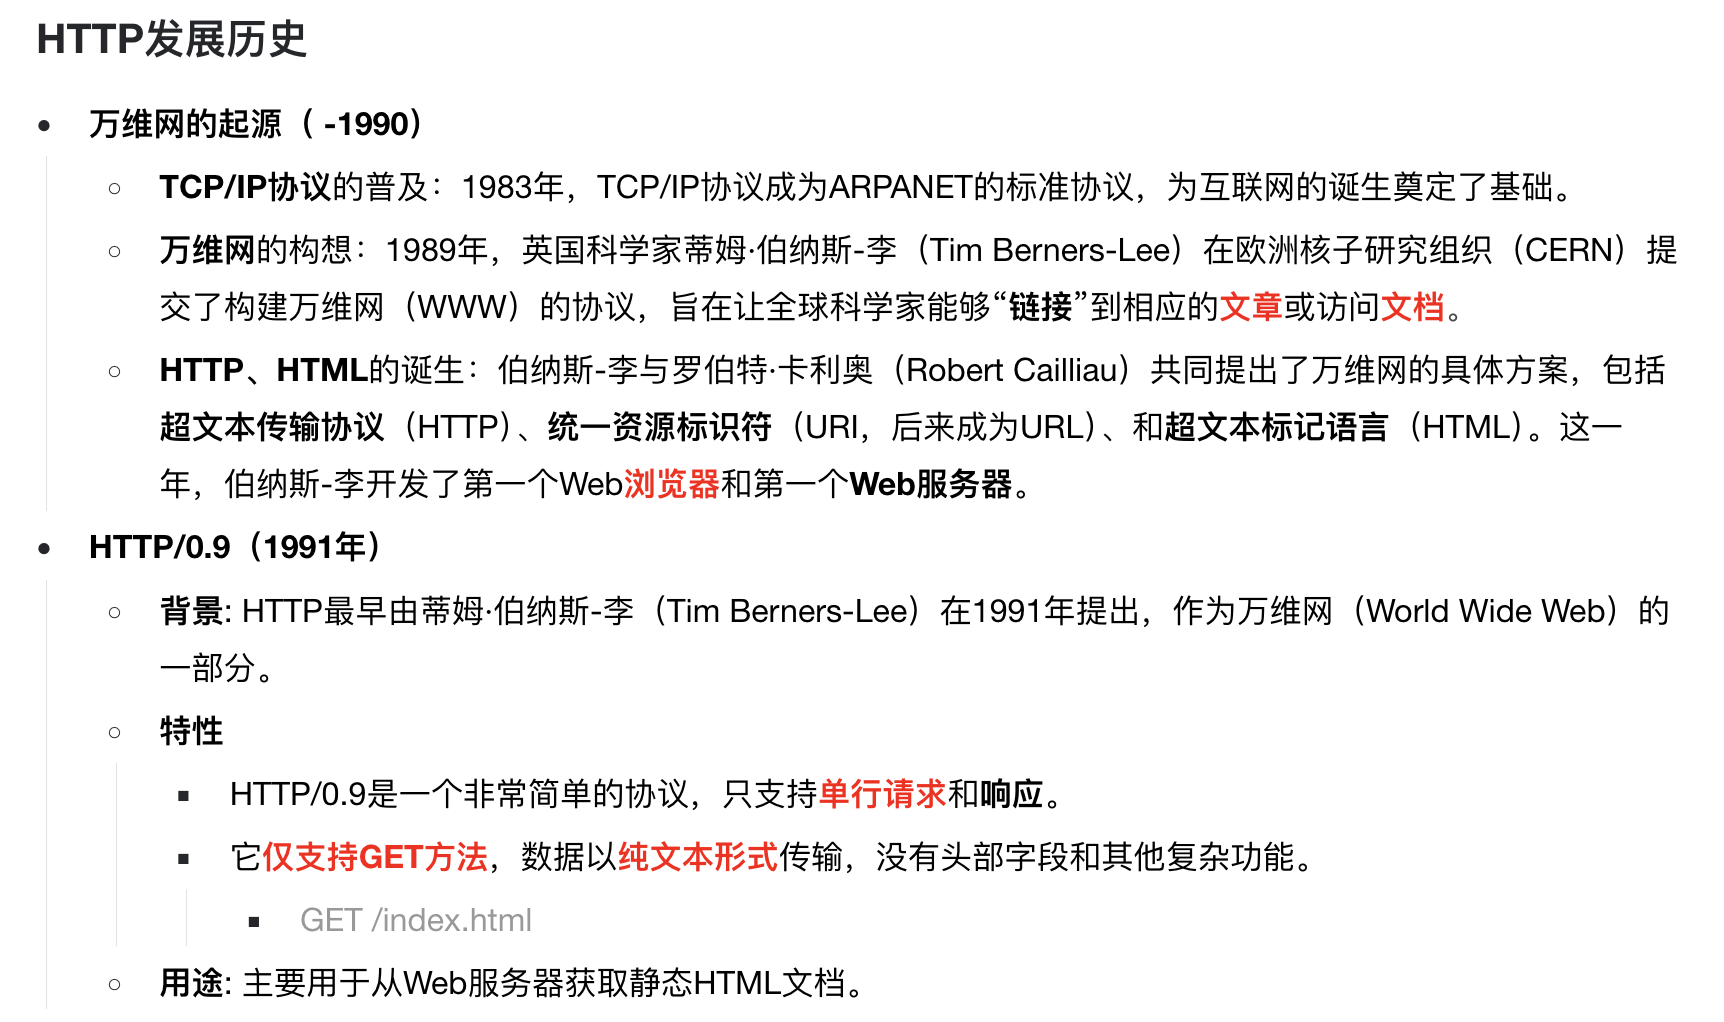 HTTP发展历史
万维网的起源（ -1990）
TCP/IP协议的普及：1983年，TCP/IP协议成为ARPANET的标准协议，为互联网的诞生奠定了基础。
万维网的构想：1989年，英国科学家蒂姆·伯纳斯-李（Tim Berners-Lee）在欧洲核子研究组织（CERN）提
交了构建万维网（WWW）的协议，旨在让全球科学家能够“链接”到相应的文章或访问文档。
HTTP、HTML的诞生：伯纳斯-李与罗伯特·卡利奥（Robert Cailliau）共同提出了万维网的具体方案，包括
超文本传输协议（HTTP）、统一资源标识符（URI，后来成为URL）、和超文本标记语言（HTML）。这一
年，伯纳斯-李开发了第一个Web浏览器和第一个Web服务器。
HTTP/0.9（1991年）
背景: HTTP最早由蒂姆·伯纳斯-李（Tim Berners-Lee）在1991年提出，作为万维网（World Wide Web）的
一部分。
特性
HTTP/0.9是一个非常简单的协议，只支持单行请求和响应。
它仅支持GET方法，数据以纯文本形式传输，没有头部字段和其他复杂功能。
GET /index.html
用途: 主要用于从Web服务器获取静态HTML文档。